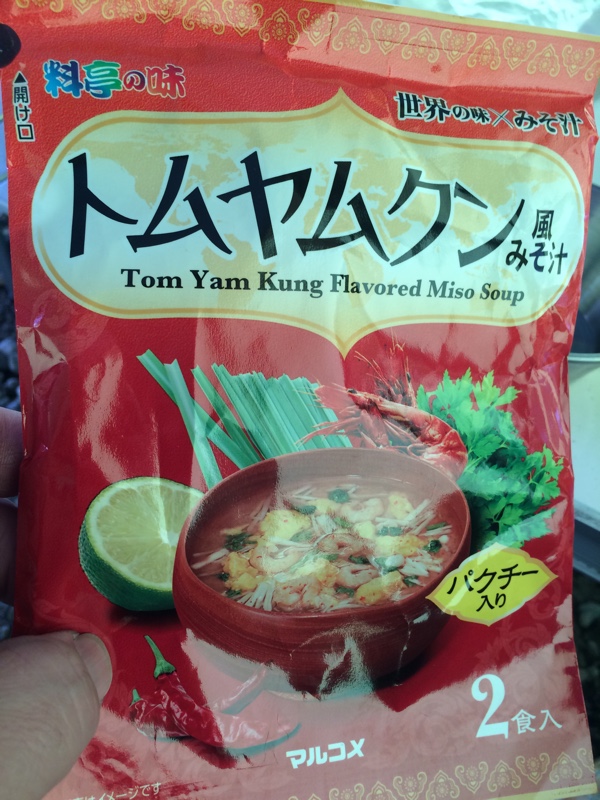 ▲開け口
料亭の味
世界の味×みそ汁
トムヤムクン風
みそ汁
Tom Yam Kung Flavored Miso Soup
パクチー
入り
2食入
マルコメ
はイメージです